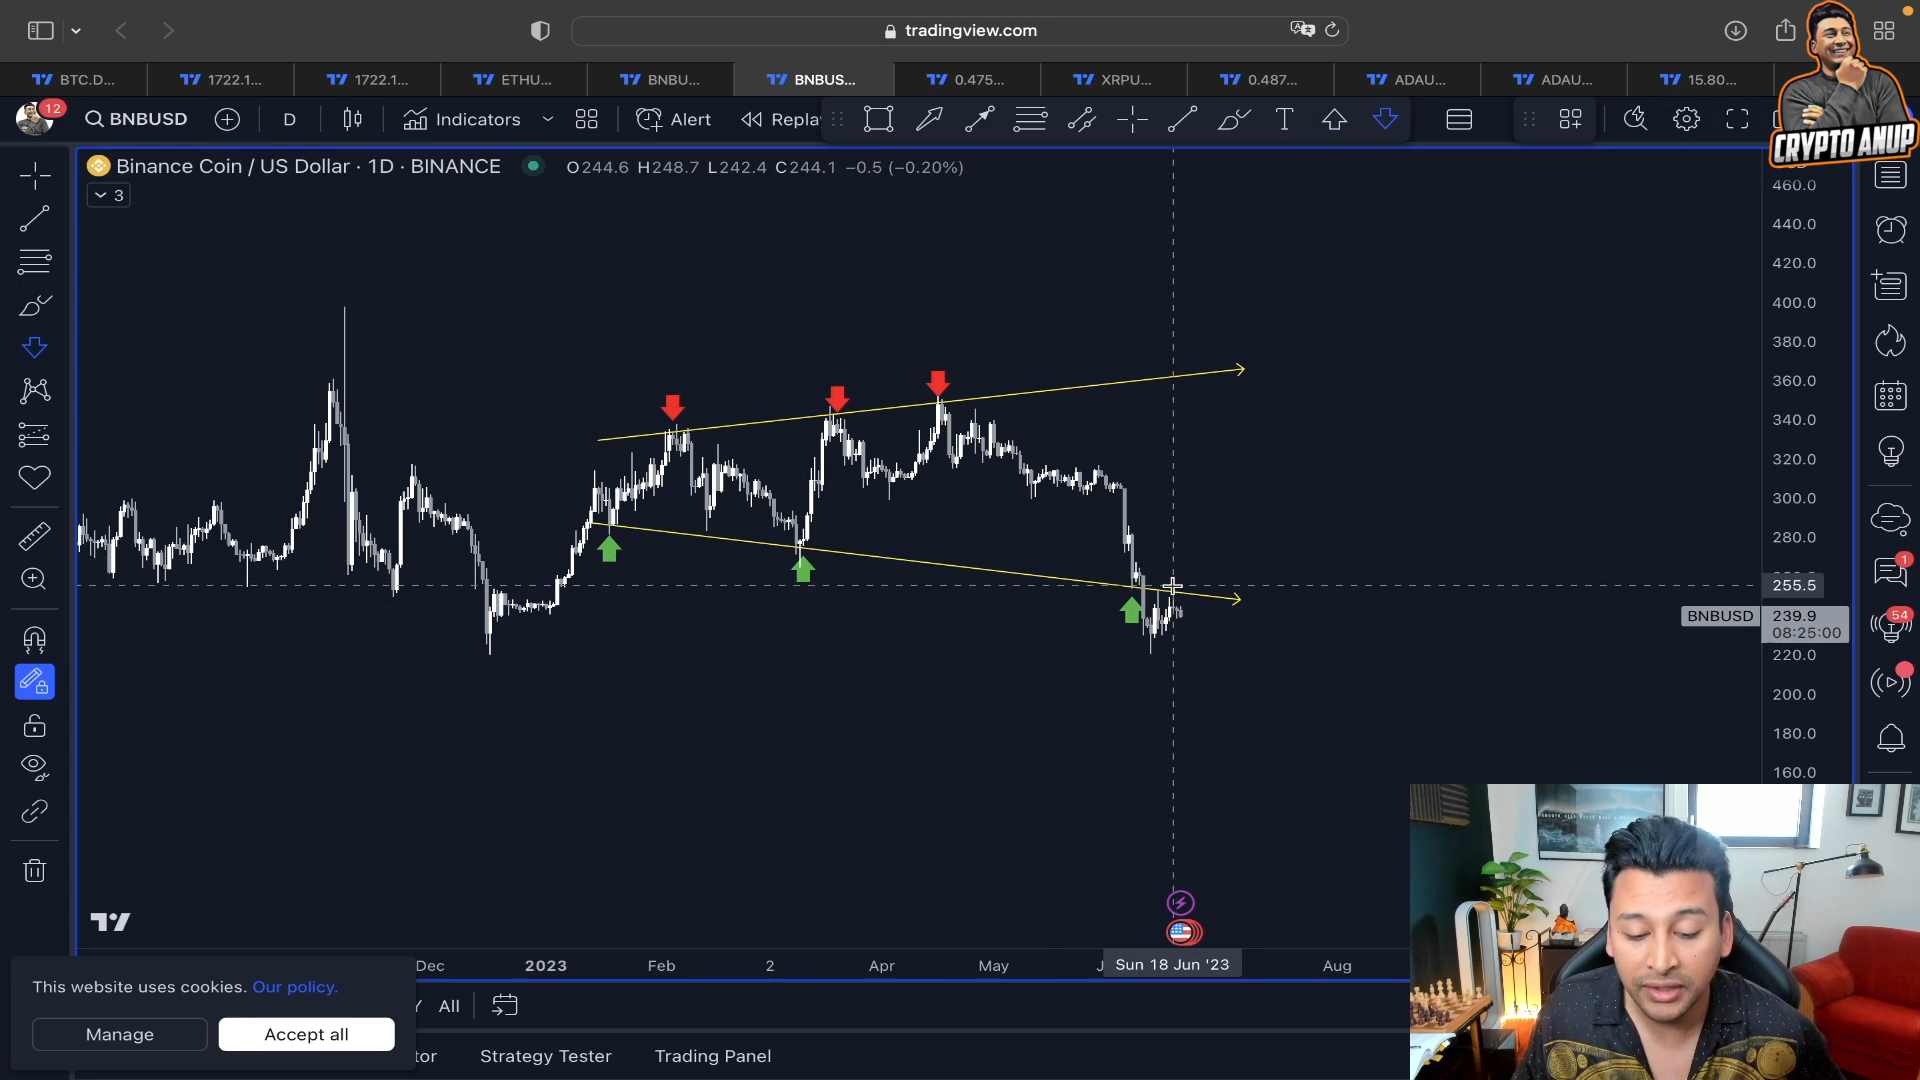 tradingview.com
BTC.D...
1722.1...
1722.1...
ETHU...
BNBU...
BNBUS...
0.475...
XRPU...
0.487...
ADAU...
ADAU...
15.80...
12
BNBUSD
D
Indicators
Alert
Replay
CRYPTO ANUP
Binance Coin / US Dollar · 1D · BINANCE
O244.6 H248.7 L242.4 C244.1 −0.5 (−0.20%)
3
460.0
440.0
420.0
400.0
380.0
360.0
340.0
320.0
300.0
280.0
255.5
BNBUSD 239.9
08:25:00
220.0
200.0
180.0
160.0
1
54
Dec
2023
Feb
2
Apr
May
Sun 18 Jun '23
Aug
This website uses cookies. Our policy.
Manage
Accept all
All
tor
Strategy Tester
Trading Panel